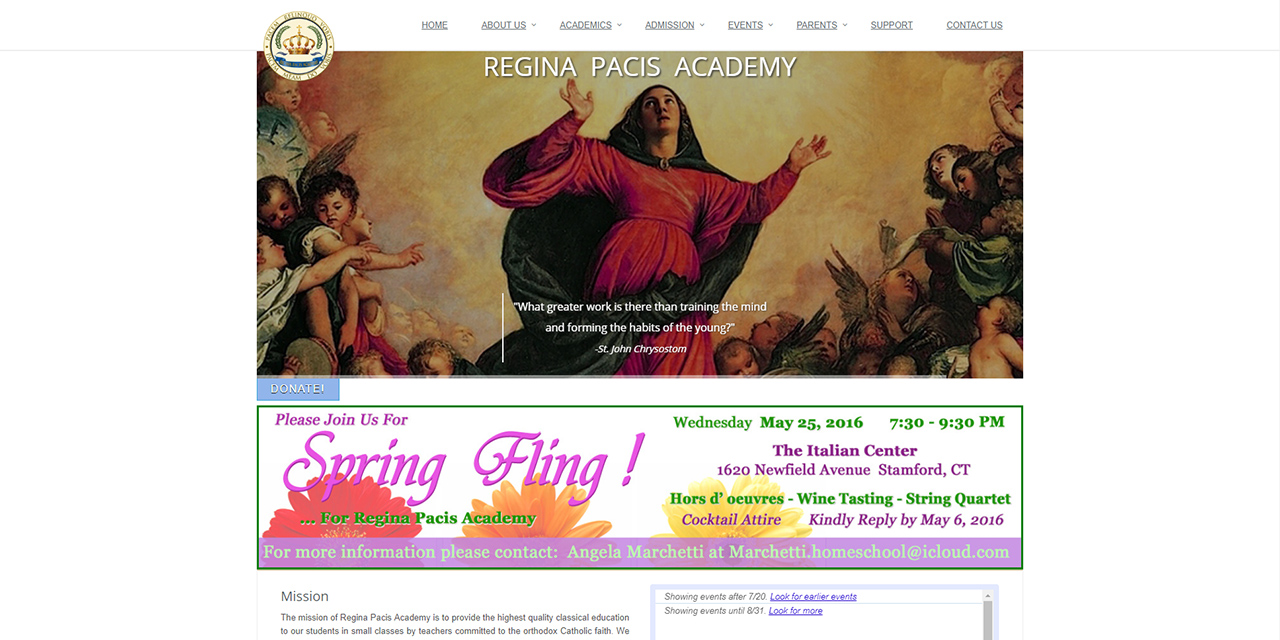 PACEM RELINQUO VOBIS
PACEM MEAM DO VOBIS
HOME ABOUT US ACADEMICS ADMISSION EVENTS PARENTS SUPPORT CONTACT US
REGINA PACIS ACADEMY
"What greater work is there than training the mind
and forming the habits of the young?"
-St. John Chrysostom
DONATE!
Please Join Us For
Spring Fling !
... For Regina Pacis Academy
Wednesday May 25, 2016 7:30 - 9:30 PM
The Italian Center
1620 Newfield Avenue Stamford, CT
Hors d' oeuvres - Wine Tasting - String Quartet
Cocktail Attire Kindly Reply by May 6, 2016
For more information please contact: Angela Marchetti at Marchetti.homeschool@icloud.com
Mission
The mission of Regina Pacis Academy is to provide the highest quality classical education
to our students in small classes by teachers committed to the orthodox Catholic faith. We
Showing events after 7/20. Look for earlier events
Showing events until 8/31. Look for more